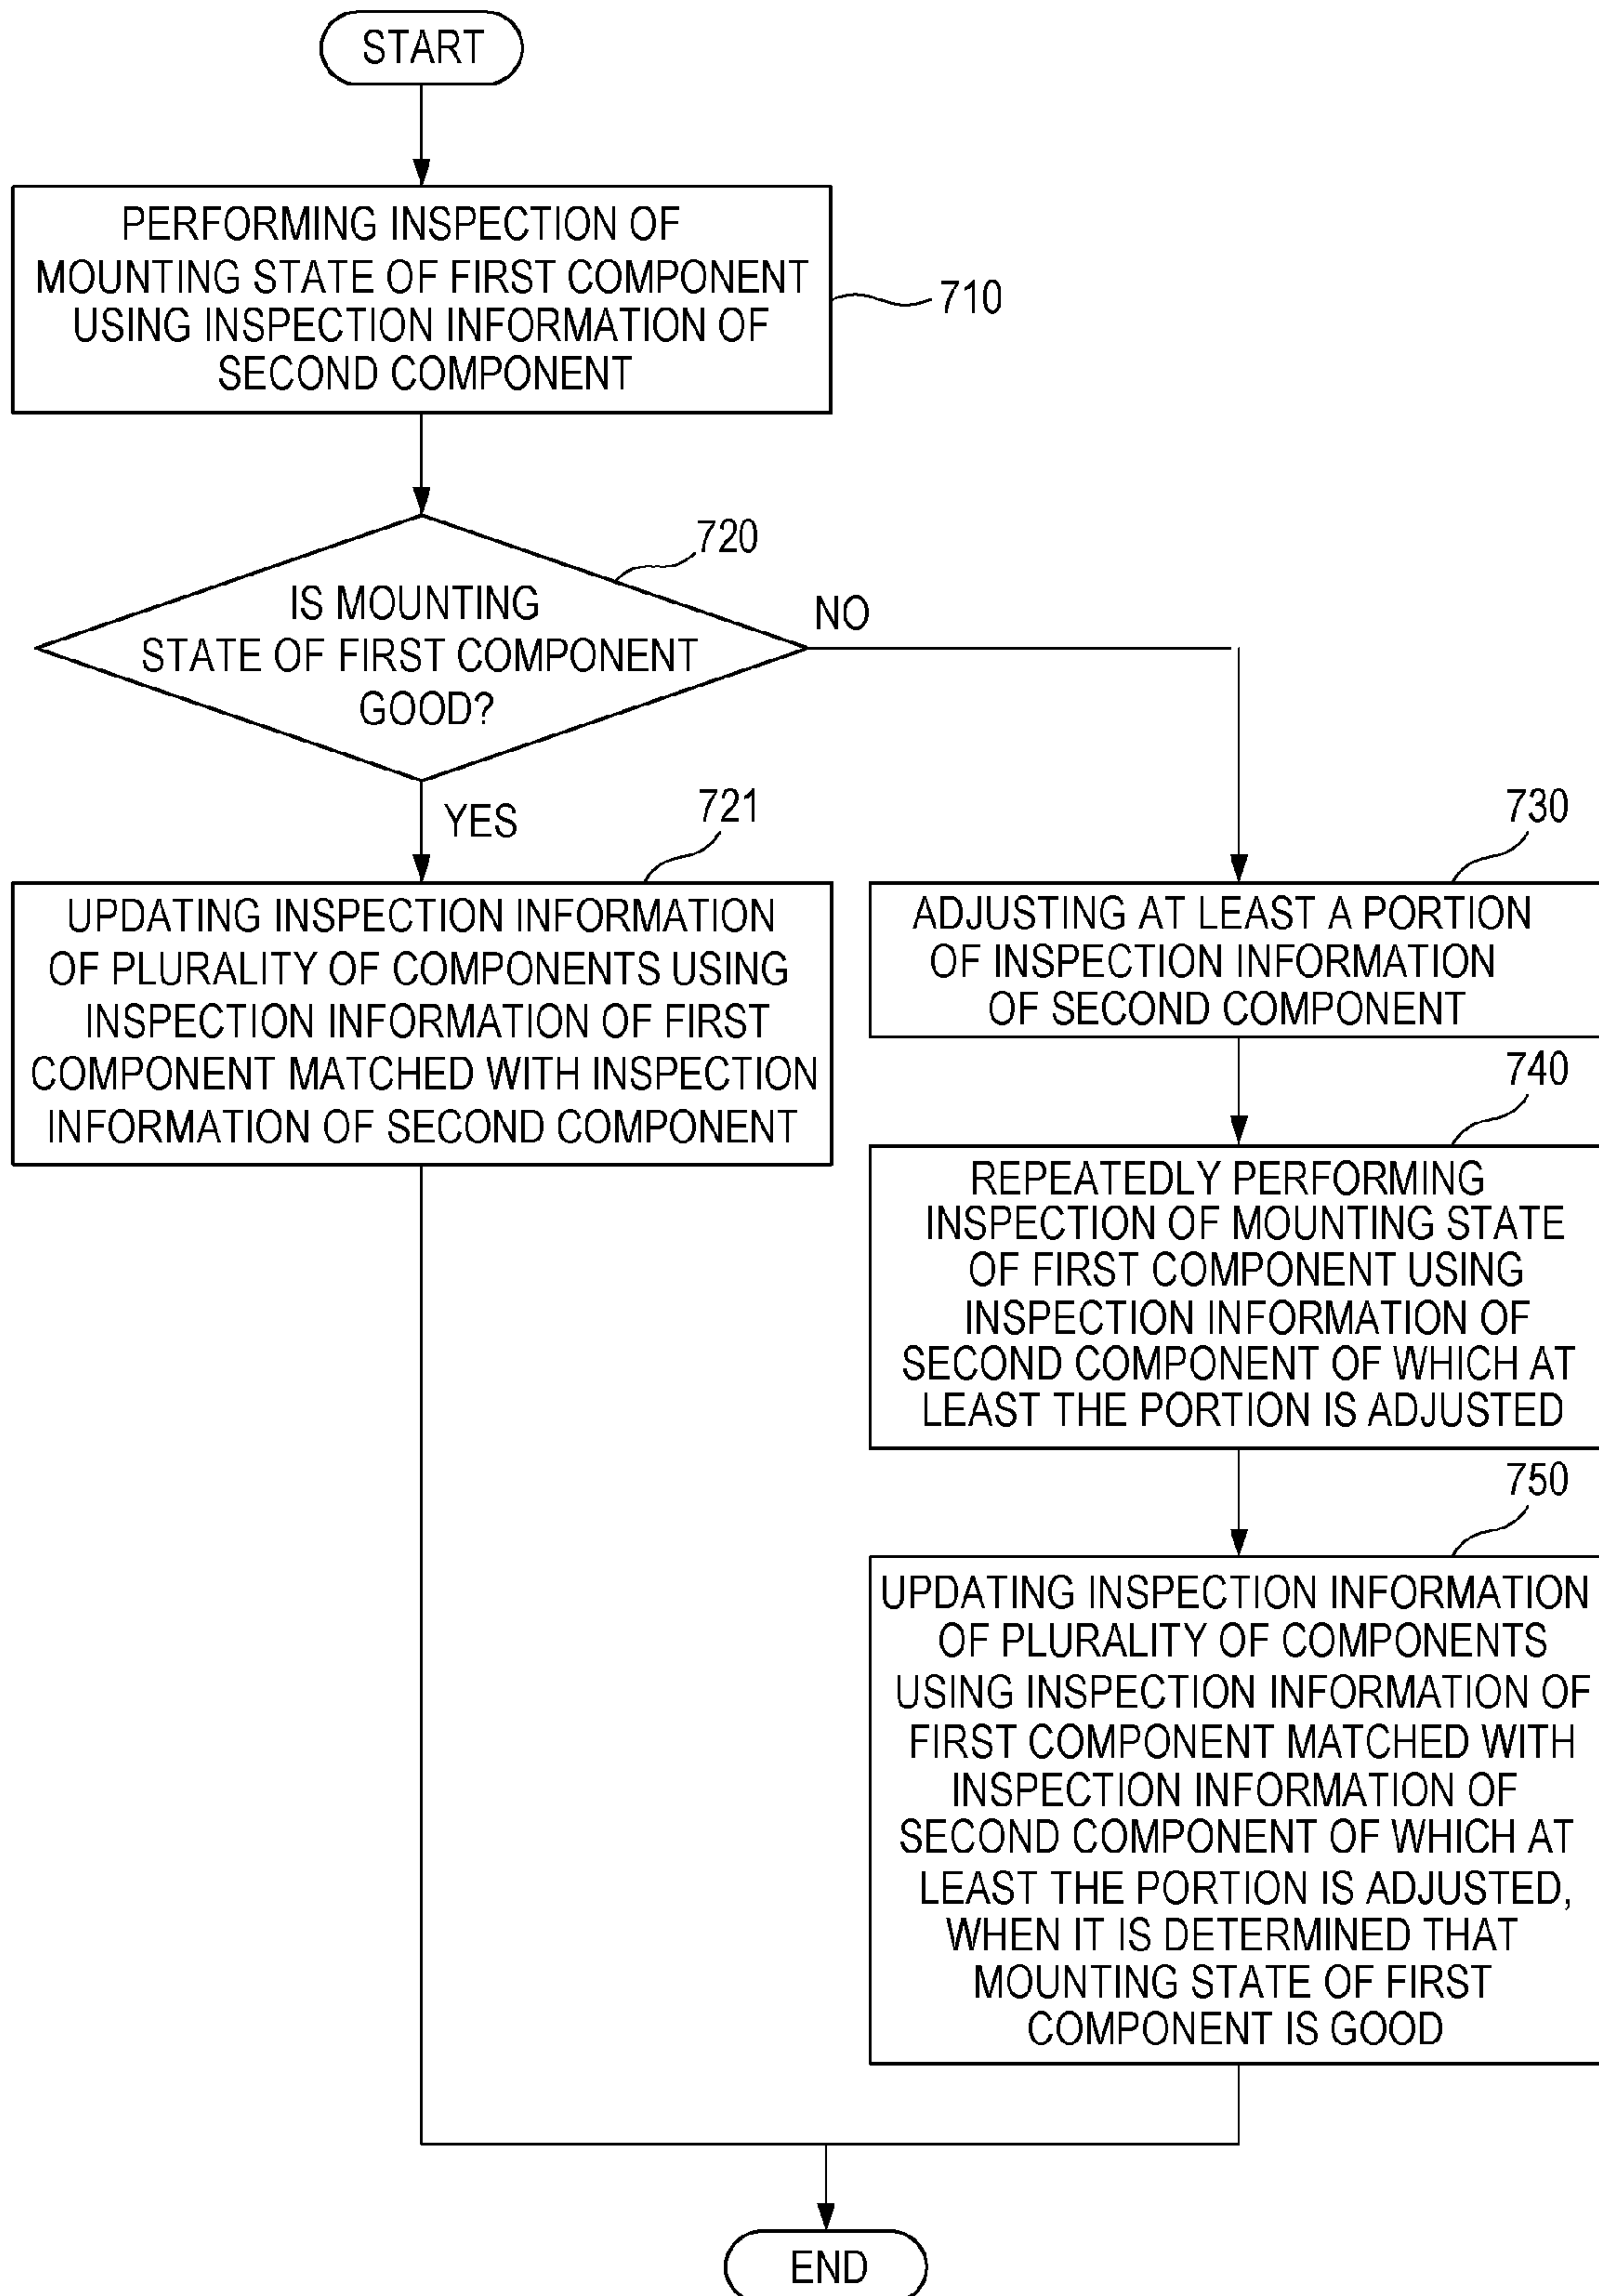 START
PERFORMING INSPECTION OF
MOUNTING STATE OF FIRST COMPONENT
USING INSPECTION INFORMATION OF
SECOND COMPONENT
710
720
IS MOUNTING
STATE OF FIRST COMPONENT
GOOD?
NO
YES
721
UPDATING INSPECTION INFORMATION
OF PLURALITY OF COMPONENTS USING
INSPECTION INFORMATION OF FIRST
COMPONENT MATCHED WITH INSPECTION
INFORMATION OF SECOND COMPONENT
730
ADJUSTING AT LEAST A PORTION
OF INSPECTION INFORMATION
OF SECOND COMPONENT
740
REPEATEDLY PERFORMING
INSPECTION OF MOUNTING STATE
OF FIRST COMPONENT USING
INSPECTION INFORMATION OF
SECOND COMPONENT OF WHICH AT
LEAST THE PORTION IS ADJUSTED
750
UPDATING INSPECTION INFORMATION
OF PLURALITY OF COMPONENTS
USING INSPECTION INFORMATION OF
FIRST COMPONENT MATCHED WITH
INSPECTION INFORMATION OF
SECOND COMPONENT OF WHICH AT
LEAST THE PORTION IS ADJUSTED,
WHEN IT IS DETERMINED THAT
MOUNTING STATE OF FIRST
COMPONENT IS GOOD
END